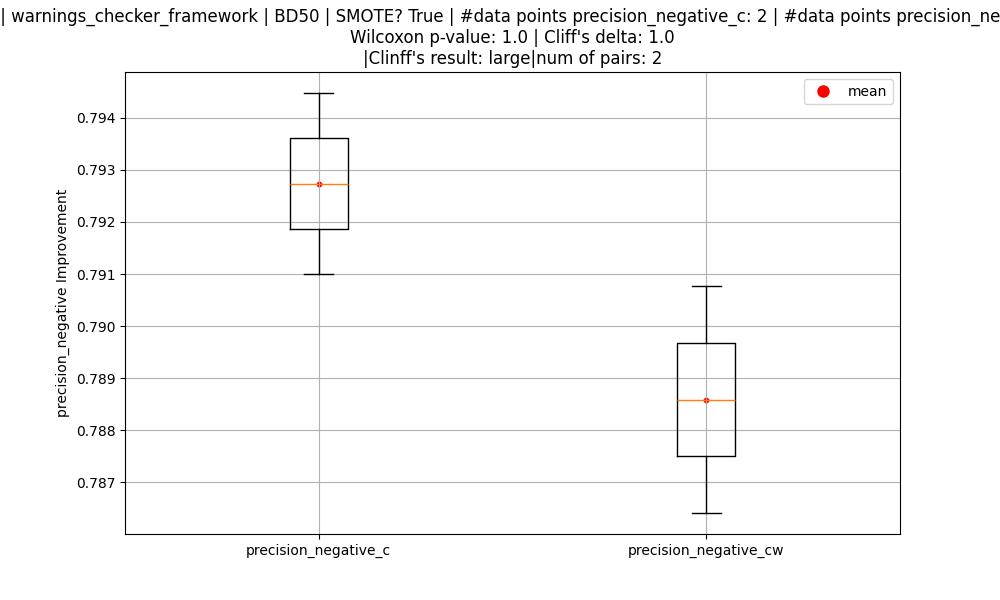 | warnings_checker_framework | BD50 | SMOTE? True | #data points precision_negative_c: 2 | #data points precision_ne
Wilcoxon p-value: 1.0 | Cliff's delta: 1.0
|Clinff's result: large|num of pairs: 2
mean
0.794
0.793
0.792
0.791
0.790
0.789
0.788
0.787
precision_negative Improvement
precision_negative_c
precision_negative_cw